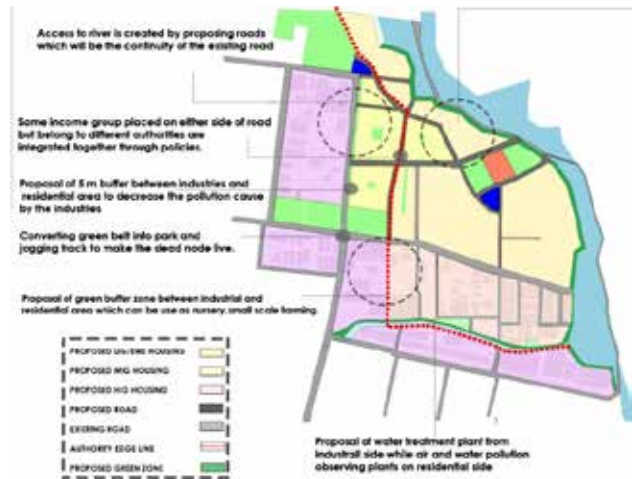 Access to river is created by proposing roads
which will be the continuity of the existing road
Same income group placed on either side of road
but belong to different authorities are
integrated together through policies.
Proposal of 5 m buffer between industries and
residential area to decrease the pollution cause
by the industries
Converting green belt into park and
jogging track to make the dead node live.
Proposal of green buffer zone between industrial and
residential area which can be use as nursery, small scale farming.
PROPOSED HOUSING
PROPOSED MIG HOUSING
PROPOSED HIG HOUSING
PROPOSED ROAD
EXISTING ROAD
AUTHORITY EDGE LINE
PROPOSED GREEN ZONE
Proposal of water treatment plant from
industrail side while air and water pollution
observing plants on residential side